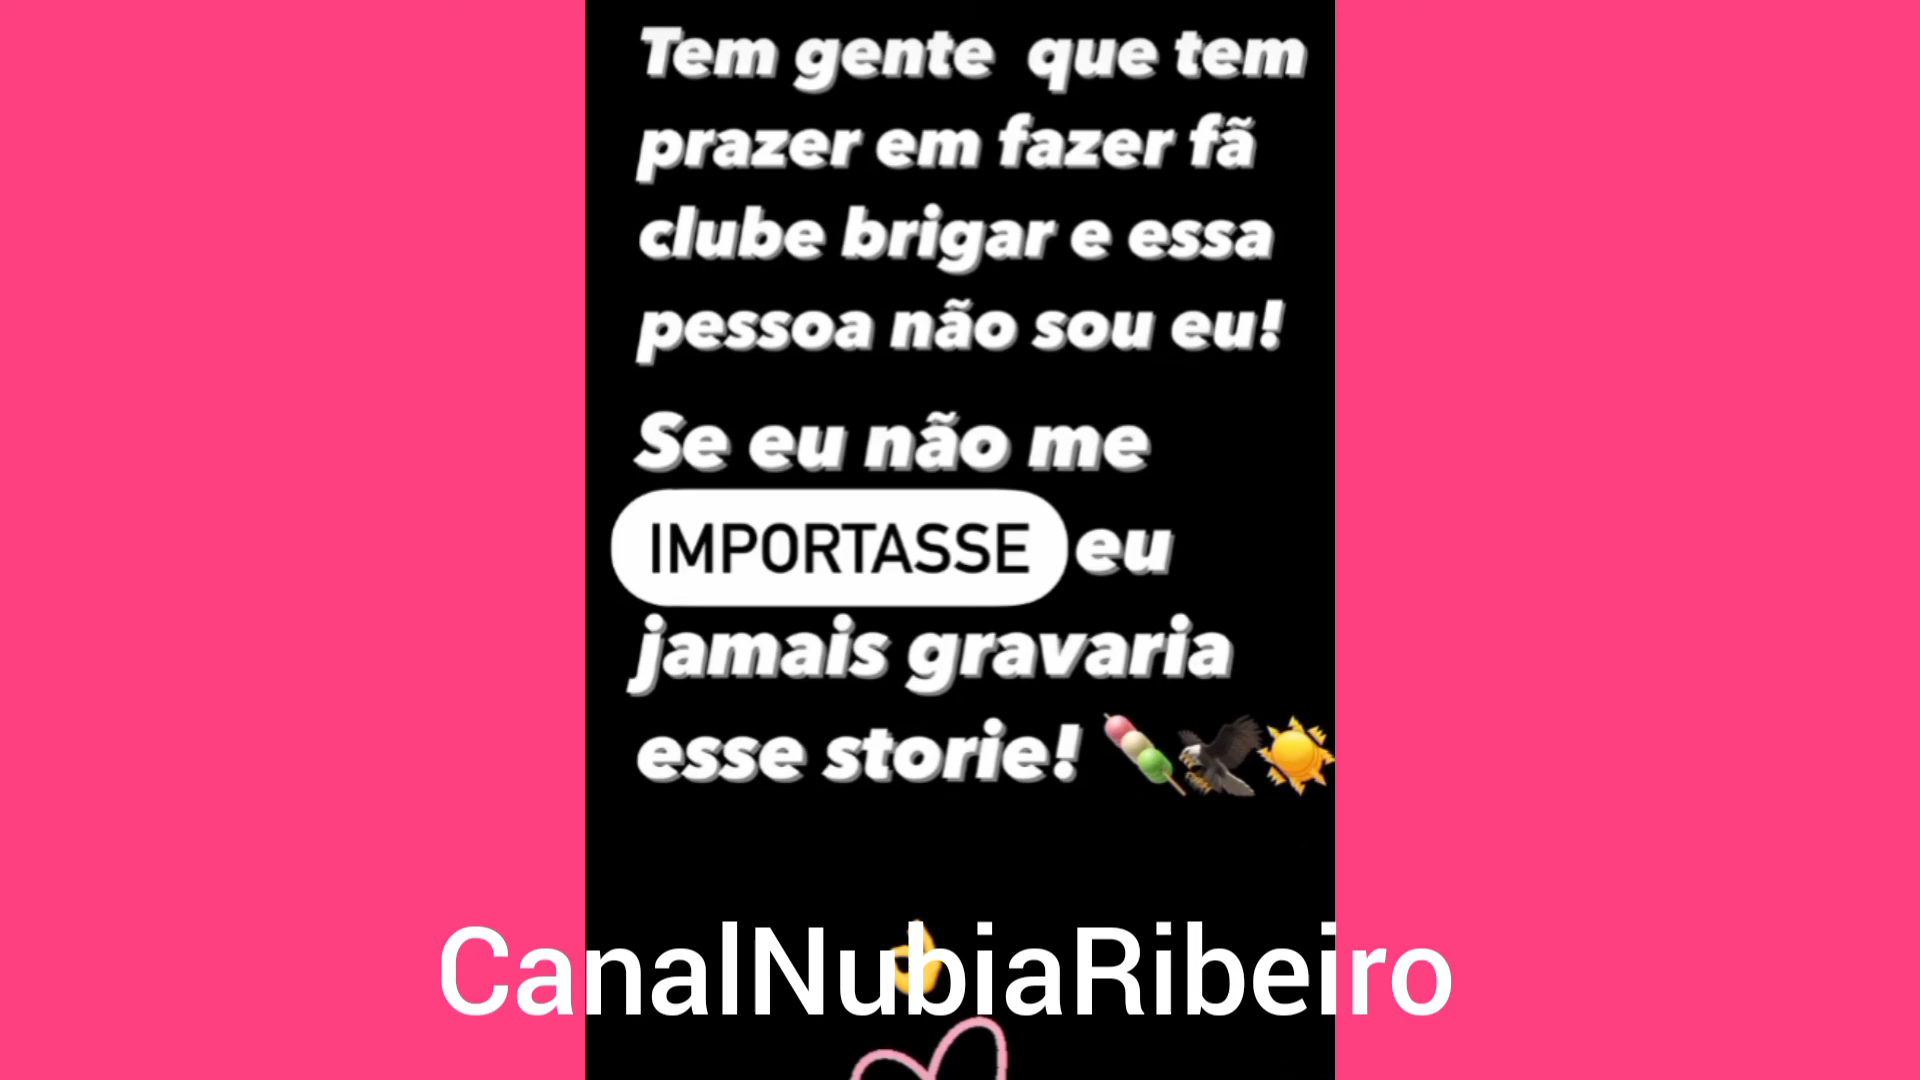 Tem gente que tem
prazer em fazer fã
clube brigar e essa
pessoa não sou eu!
Se eu não me
IMPORTASSE eu
jamais gravaria
esse storie! 🍡🦅☀️
CanalNubiaRibeiro